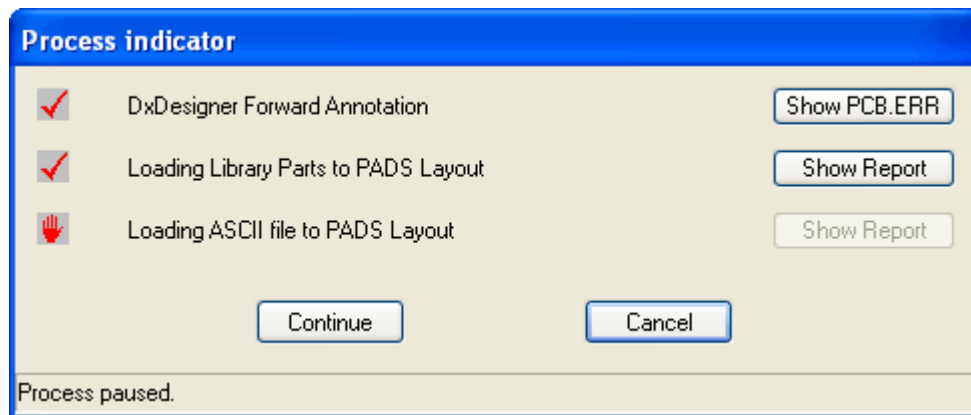 Process indicator
DxDesigner Forward Annotation Show PCB.ERR
Loading Library Parts to PADS Layout Show Report
Loading ASCII file to PADS Layout Show Report
Continue Cancel
Process paused.